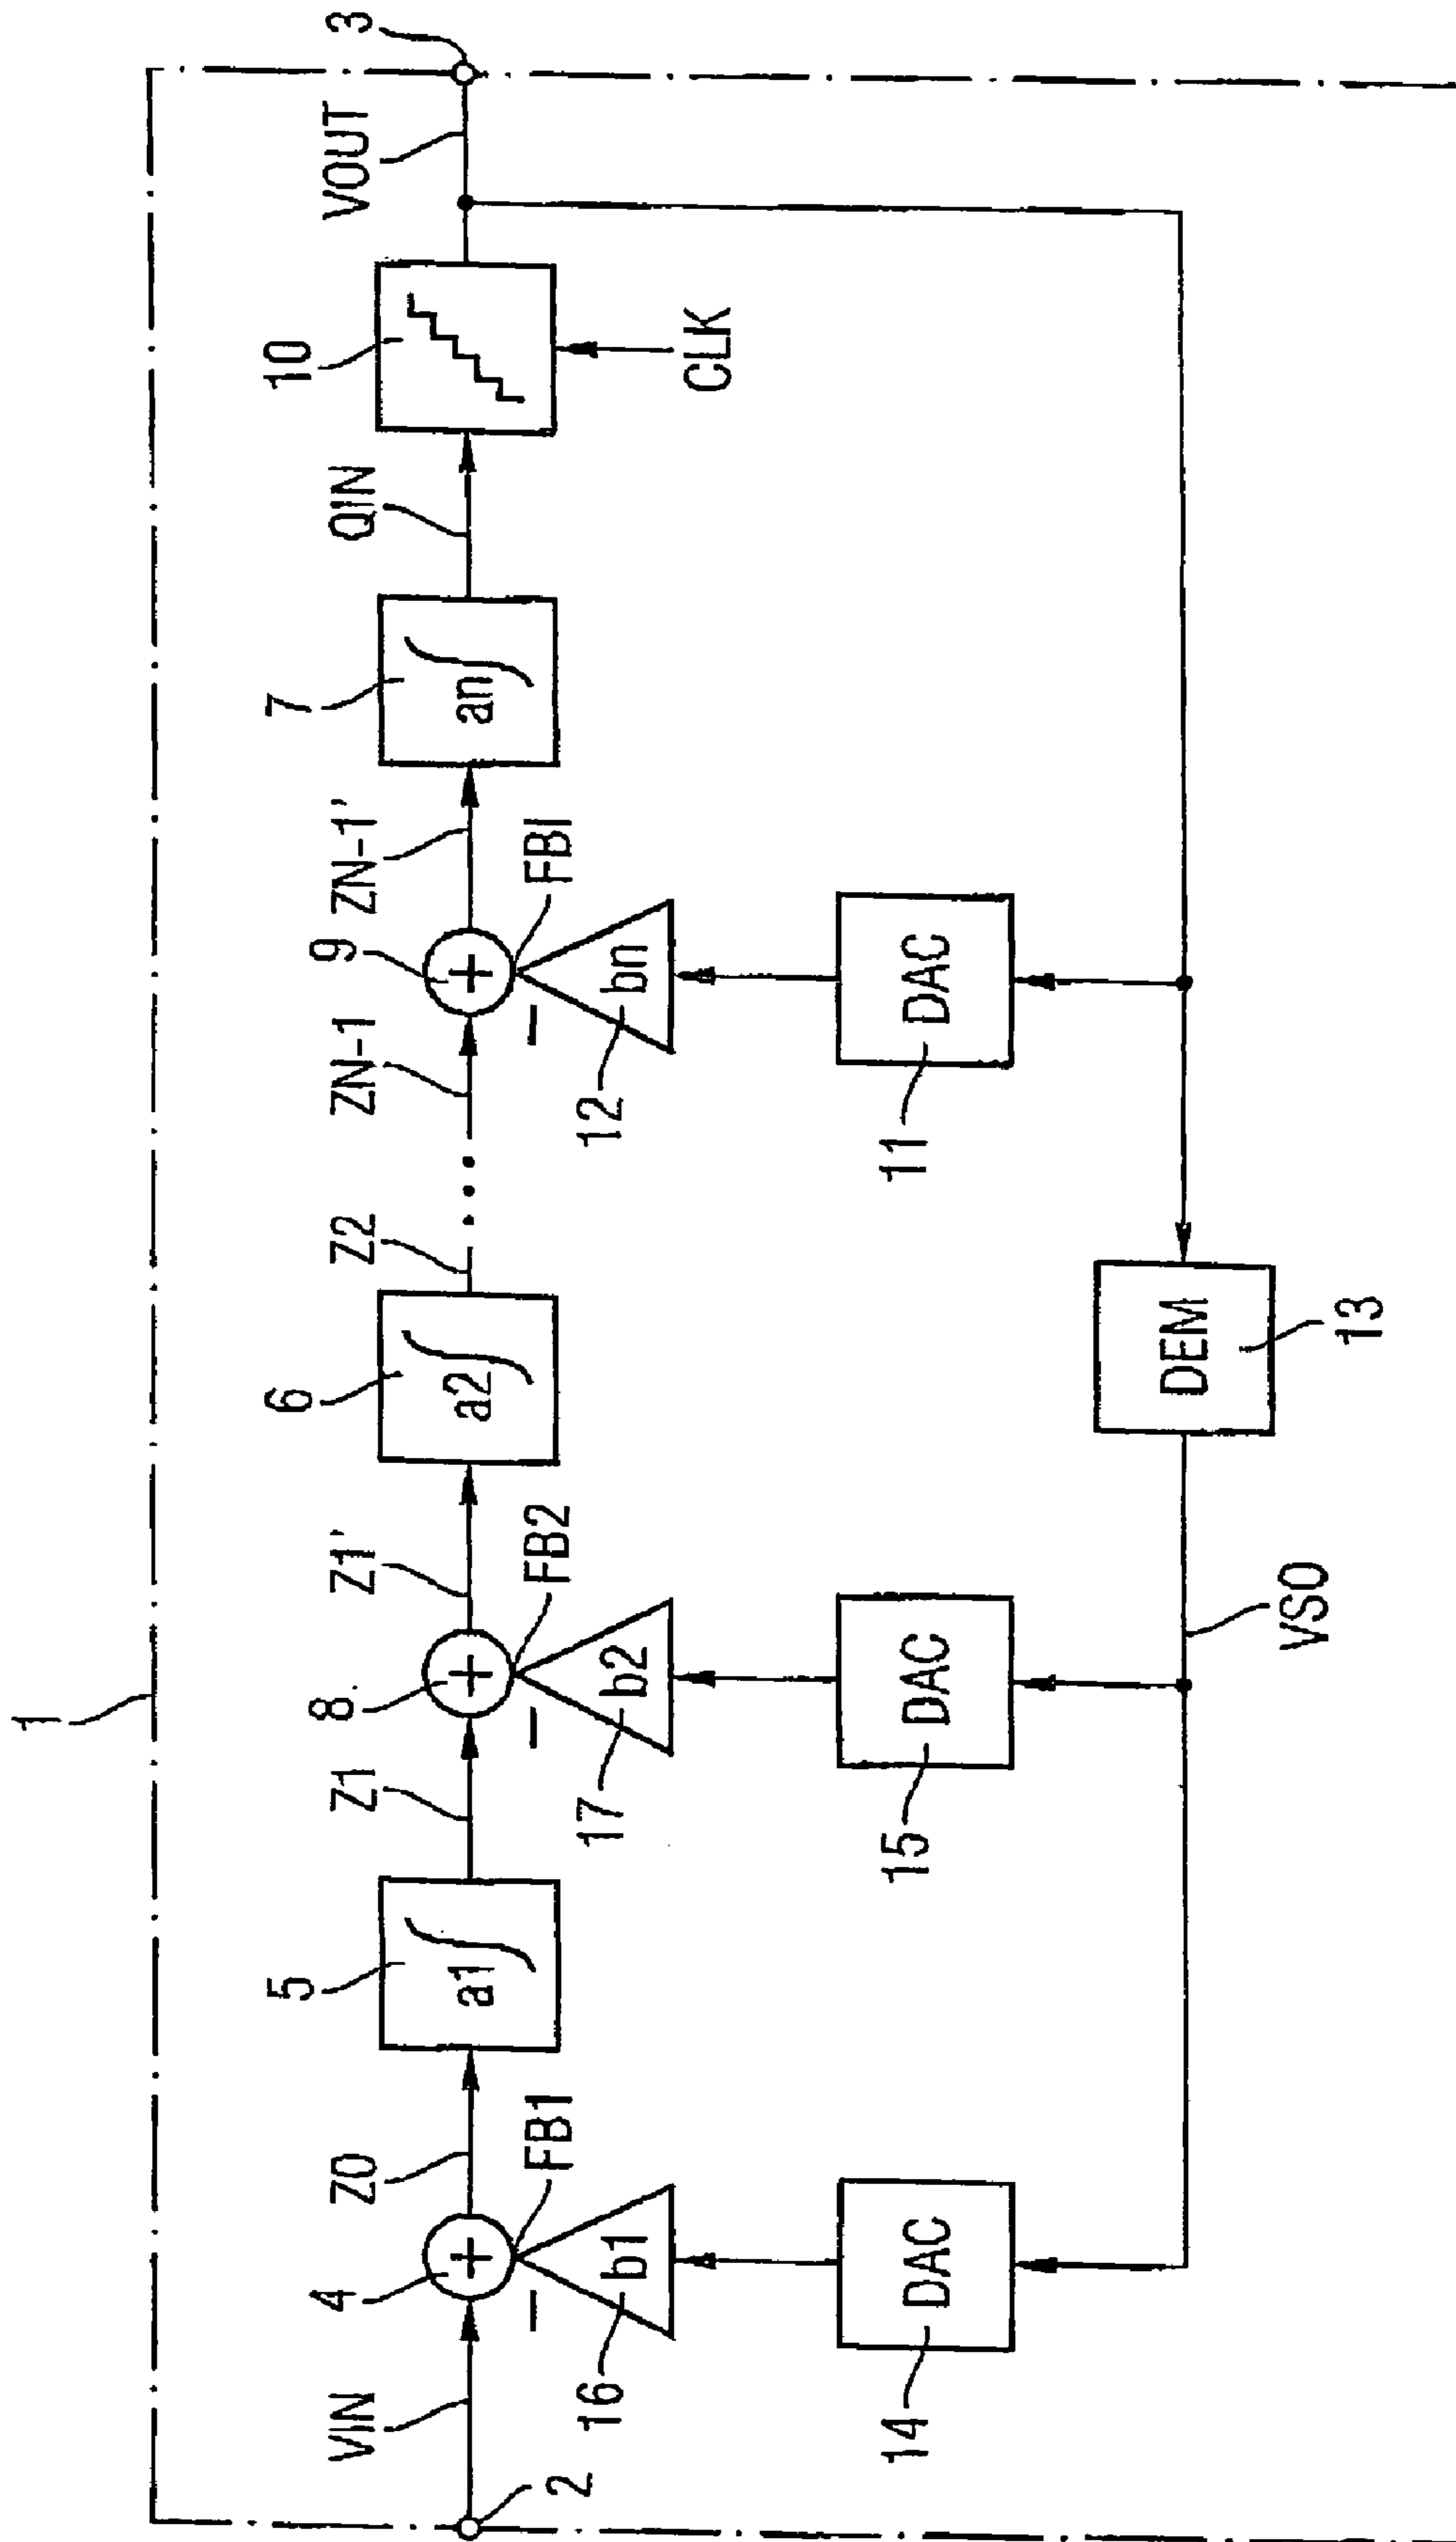 1
VIN
Z0
Z1
Z1'
Z2
ZN-1
ZN-1'
QIN
VOUT
3
2
4
5
8
6
9
7
10
+
a1
+
a2
+
an
FB1
FB2
FBI
CLK
−
−
−
16
b1
17
b2
12
bn
14
DAC
15
DAC
11
DAC
DEM
13
VSO